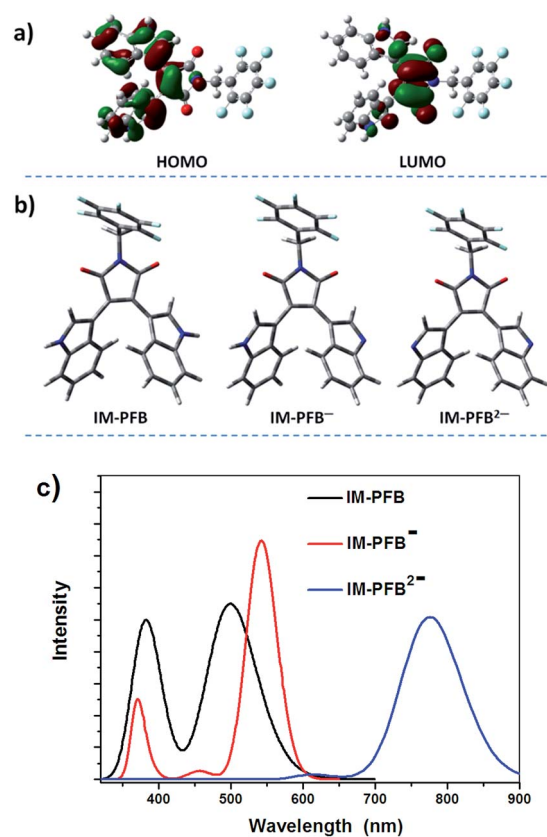 a)
HOMO LUMO
b)
IM-PFB IM-PFB⁻ IM-PFB²⁻
c)
IM-PFB
IM-PFB⁻
IM-PFB²⁻
Intensity
400 500 600 700 800 900
Wavelength (nm)